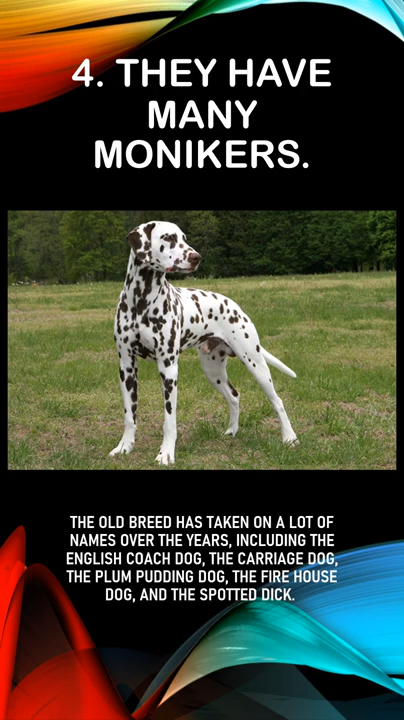 4. THEY HAVE
MANY
MONIKERS.
THE OLD BREED HAS TAKEN ON A LOT OF
NAMES OVER THE YEARS, INCLUDING THE
ENGLISH COACH DOG, THE CARRIAGE DOG,
THE PLUM PUDDING DOG, THE FIRE HOUSE
DOG, AND THE SPOTTED DICK.